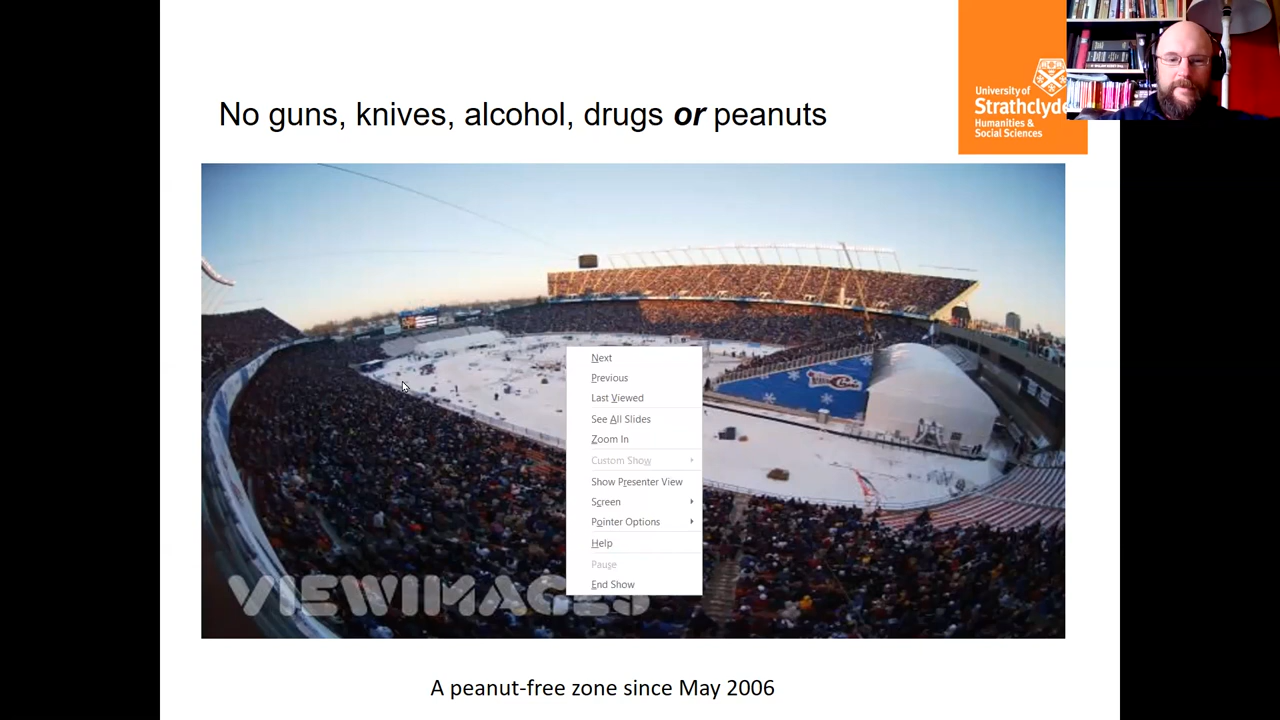 No guns, knives, alcohol, drugs or peanuts
University of
Strathclyde
Humanities &
Social Sciences
Next
Previous
Last Viewed
See All Slides
Zoom In
Custom Show
Show Presenter View
Screen
Pointer Options
Help
Pause
End Show
VIEWIMAGES
A peanut-free zone since May 2006